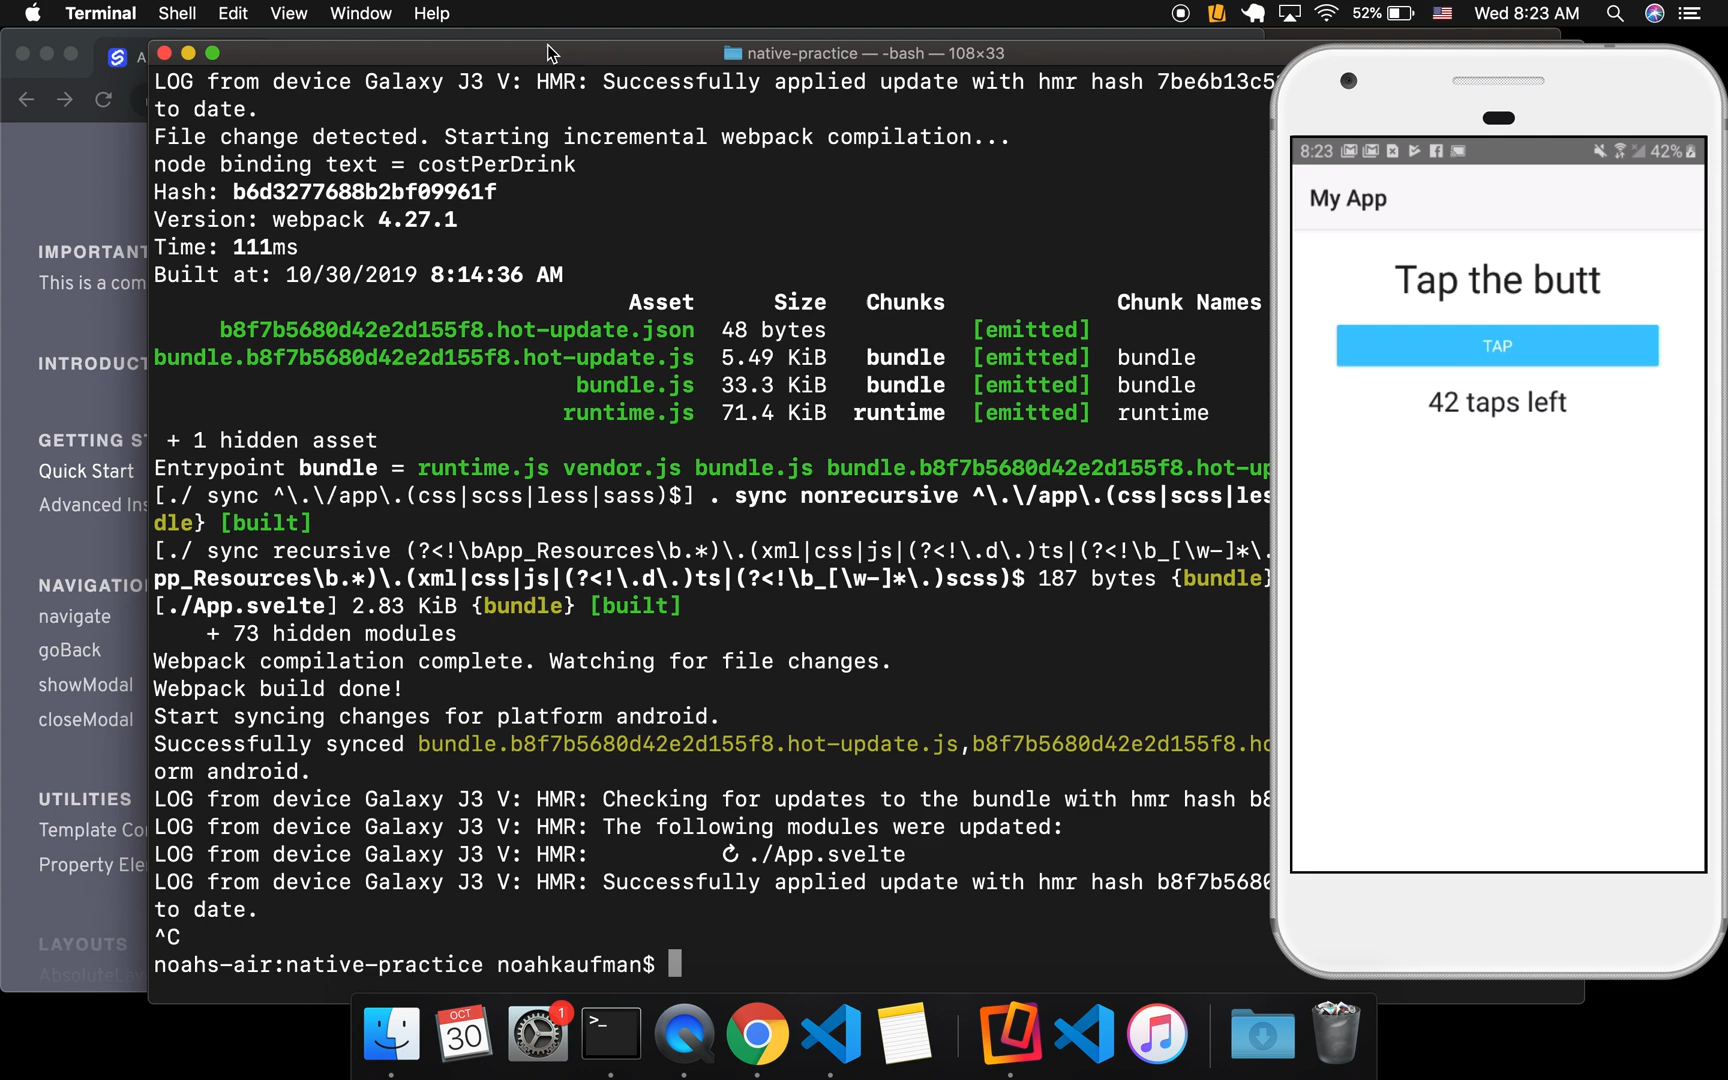 Terminal Shell Edit View Window Help 52% Wed 8:23 AM
A
native-practice — -bash — 108×33
LOG from device Galaxy J3 V: HMR: Successfully applied update with hmr hash 7be6b13c5
to date.
File change detected. Starting incremental webpack compilation...
node binding text = costPerDrink
Hash: b6d3277688b2bf09961f
Version: webpack 4.27.1
Time: 111ms
Built at: 10/30/2019 8:14:36 AM
Asset Size Chunks Chunk Names
b8f7b5680d42e2d155f8.hot-update.json 48 bytes [emitted]
bundle.b8f7b5680d42e2d155f8.hot-update.js 5.49 KiB bundle [emitted] bundle
bundle.js 33.3 KiB bundle [emitted] bundle
runtime.js 71.4 KiB runtime [emitted] runtime
+ 1 hidden asset
Entrypoint bundle = runtime.js vendor.js bundle.js bundle.b8f7b5680d42e2d155f8.hot-up
[./ sync ^\.\/app\.(css|scss|less|sass)$] . sync nonrecursive ^\.\/app\.(css|scss|les
dle} [built]
[./ sync recursive (?<!\bApp_Resources\b.*)\.(xml|css|js|(?<!\.d\.)ts|(?<!\b_[\w-]*\.
pp_Resources\b.*)\.(xml|css|js|(?<!\.d\.)ts|(?<!\b_[\w-]*\.)scss)$ 187 bytes {bundle}
[./App.svelte] 2.83 KiB {bundle} [built]
+ 73 hidden modules
Webpack compilation complete. Watching for file changes.
Webpack build done!
Start syncing changes for platform android.
Successfully synced bundle.b8f7b5680d42e2d155f8.hot-update.js,b8f7b5680d42e2d155f8.ho
orm android.
LOG from device Galaxy J3 V: HMR: Checking for updates to the bundle with hmr hash b8
LOG from device Galaxy J3 V: HMR: The following modules were updated:
LOG from device Galaxy J3 V: HMR: ↻ ./App.svelte
LOG from device Galaxy J3 V: HMR: Successfully applied update with hmr hash b8f7b5680
to date.
^C
noahs-air:native-practice noahkaufman$
IMPORTANT
This is a com
INTRODUCT
GETTING ST
Quick Start
Advanced Ins
NAVIGATIO
navigate
goBack
showModal
closeModal
UTILITIES
Template Co
Property Ele
LAYOUTS
AbsoluteLay
8:23 42%
My App
Tap the butt
TAP
42 taps left
OCT
30
1
>_